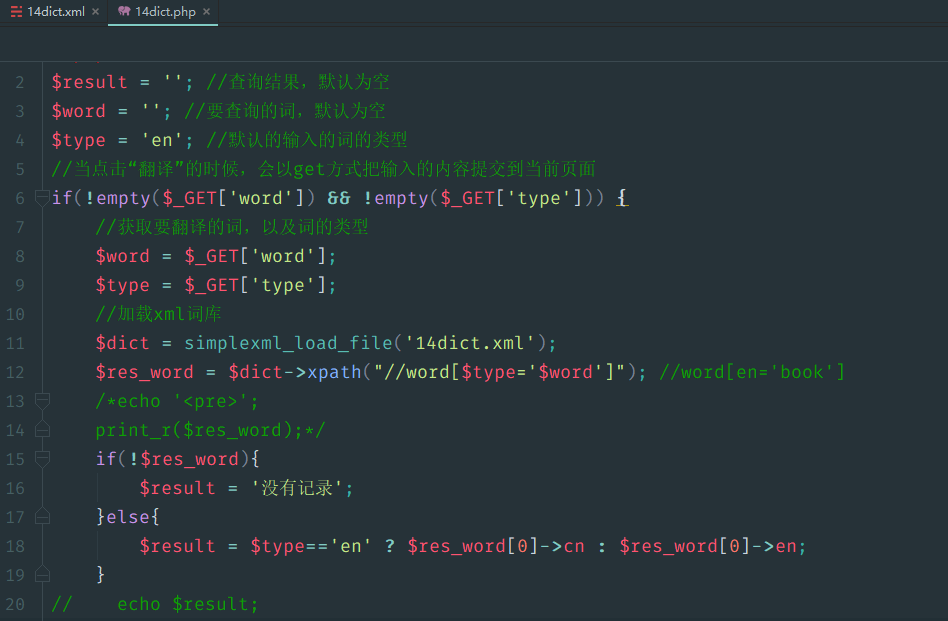 14dict.xml × 14dict.php ×
2 $result = ''; //查询结果，默认为空
3 $word = ''; //要查询的词，默认为空
4 $type = 'en'; //默认的输入的词的类型
5 //当点击“翻译”的时候，会以get方式把输入的内容提交到当前页面
6 if(!empty($_GET['word']) && !empty($_GET['type'])) {
7 //获取要翻译的词，以及词的类型
8 $word = $_GET['word'];
9 $type = $_GET['type'];
10 //加载xml词库
11 $dict = simplexml_load_file('14dict.xml');
12 $res_word = $dict->xpath("//word[$type='$word']"); //word[en='book']
13 /*echo '<pre>';
14 print_r($res_word);*/
15 if(!$res_word){
16 $result = '没有记录';
17 }else{
18 $result = $type=='en' ? $res_word[0]->cn : $res_word[0]->en;
19 }
20 // echo $result;